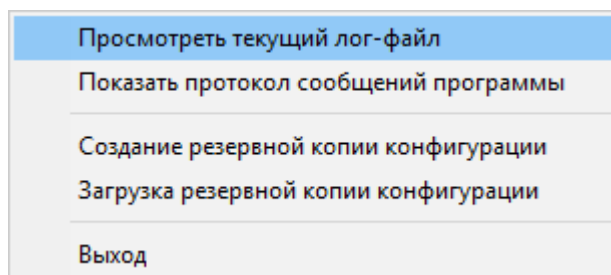 Просмотреть текущий лог-файл
Показать протокол сообщений программы
Создание резервной копии конфигурации
Загрузка резервной копии конфигурации
Выход